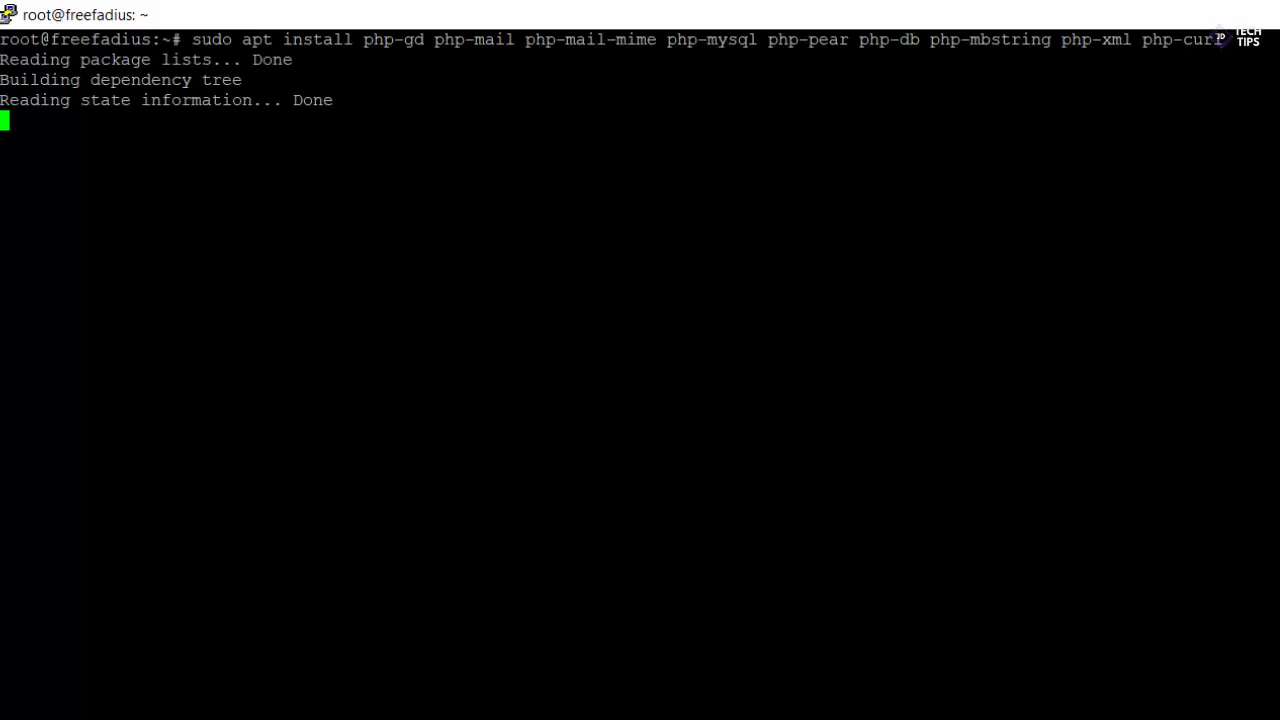 root@freefadius: ~
root@freefadius:~# sudo apt install php-gd php-mail php-mail-mime php-mysql php-pear php-db php-mbstring php-xml php-curl
JD TECH TIPS
Reading package lists... Done
Building dependency tree
Reading state information... Done